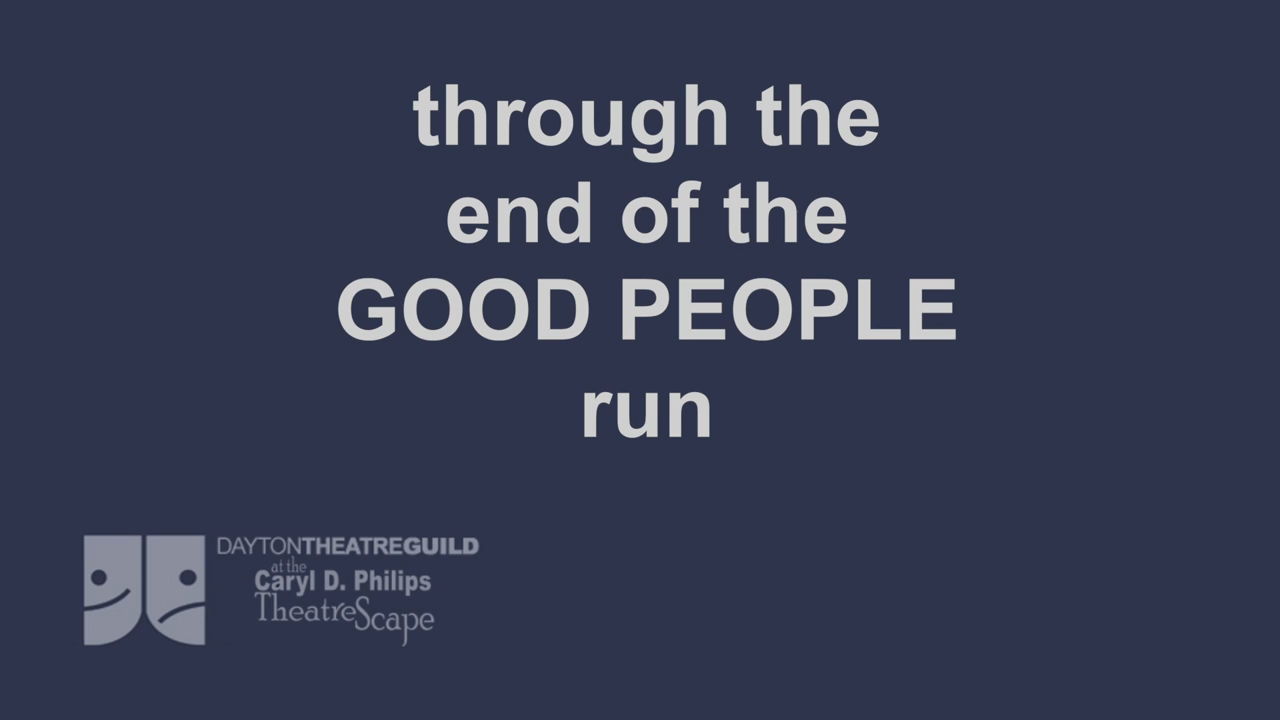 through the
end of the
GOOD PEOPLE
run
DAYTONTHEATREGUILD
at the
Caryl D. Philips
TheatreScape